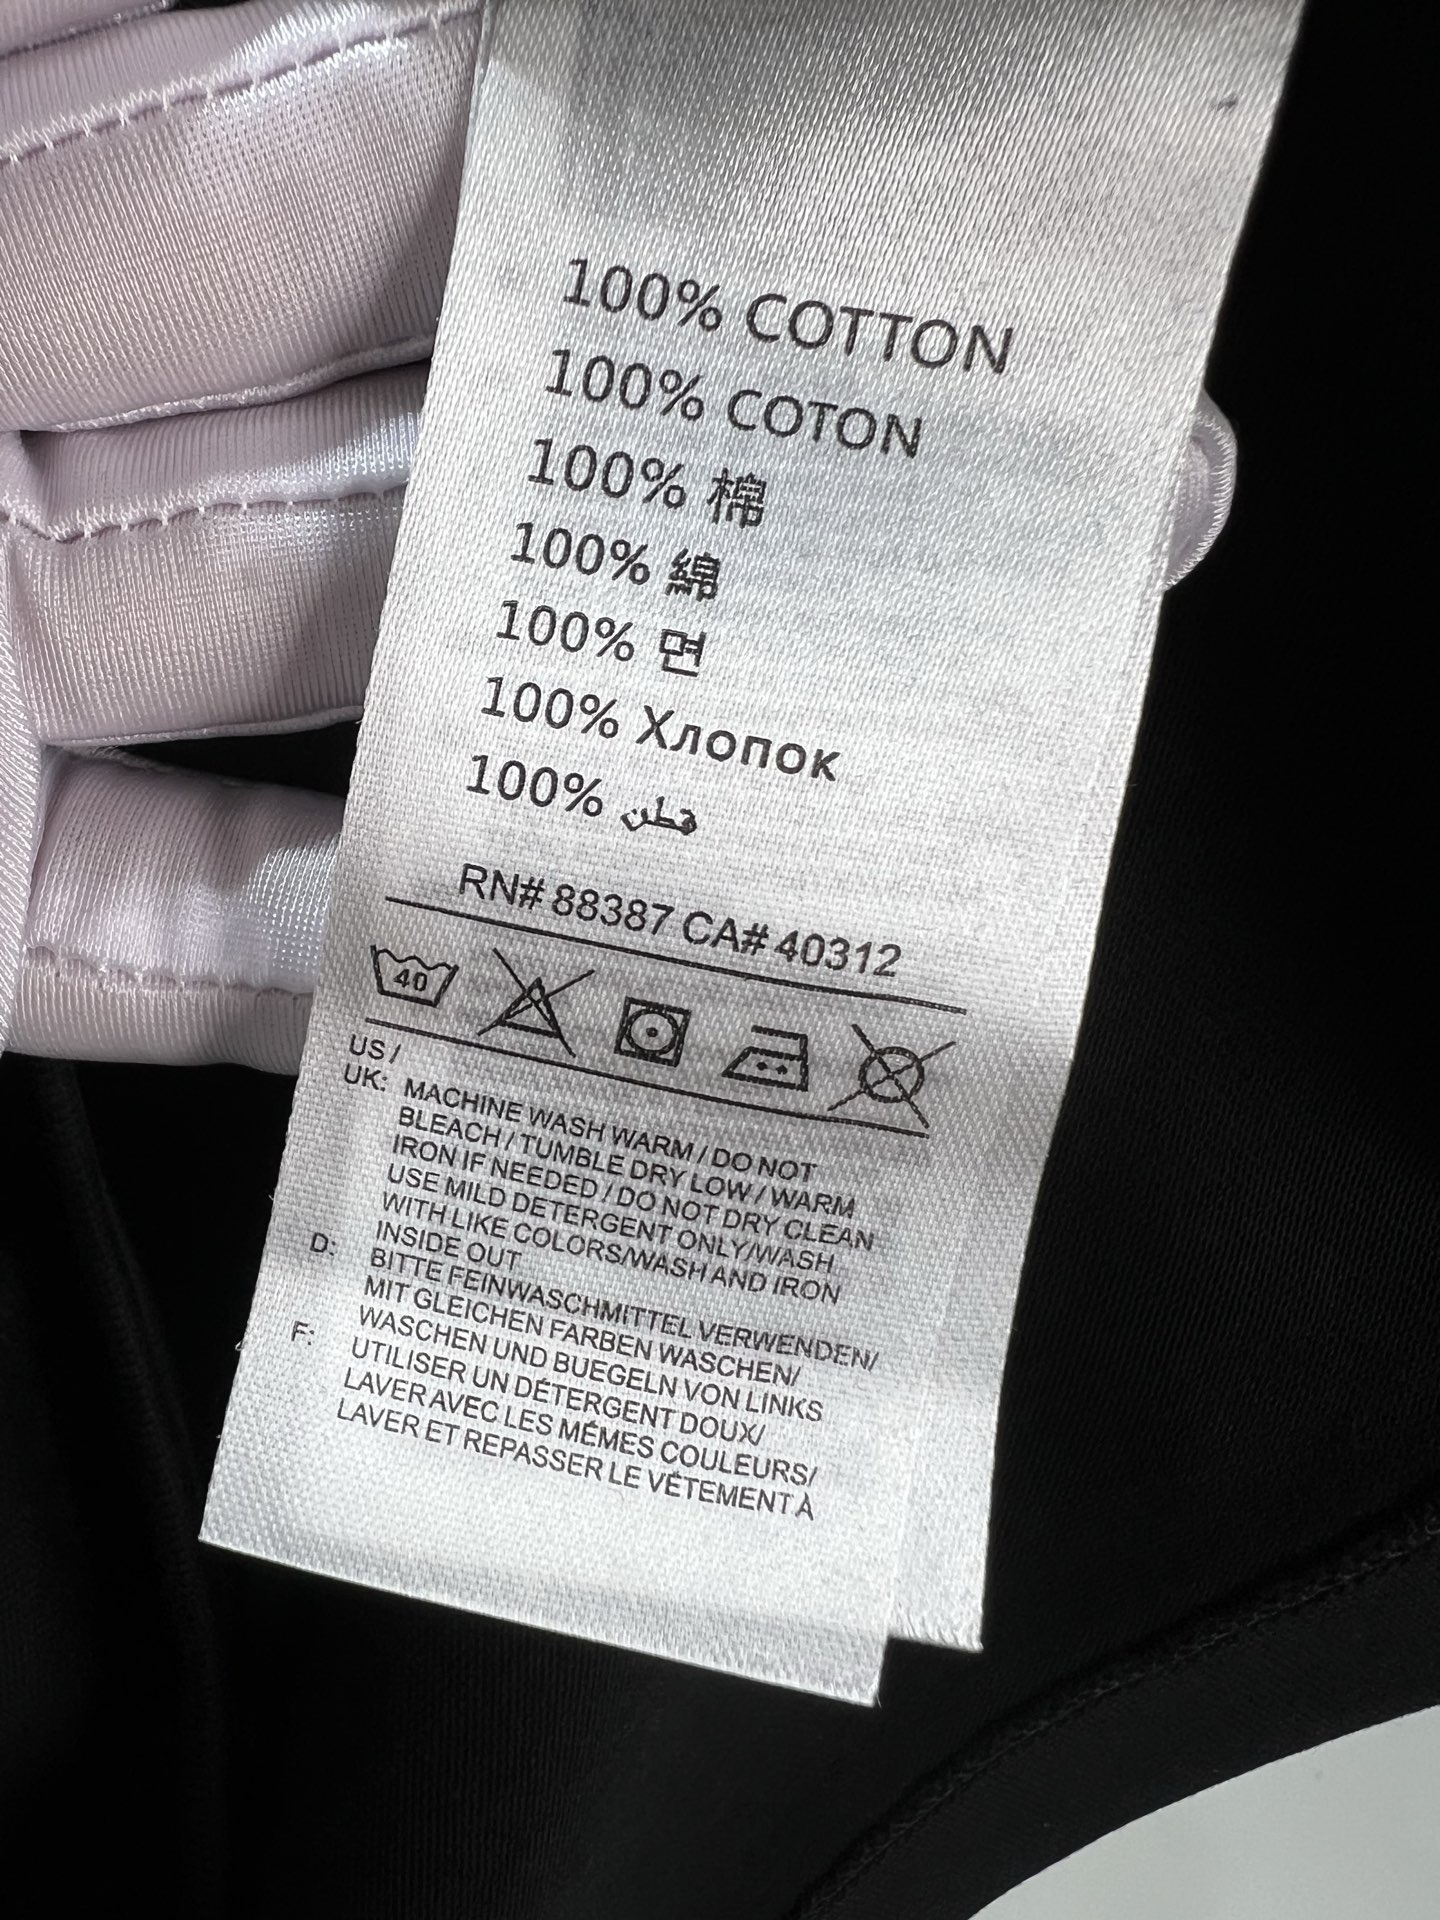 100% COTTON
100% COTON
100% 棉
100% 綿
100% 면
100% Хлопок
100% قطن
RN# 88387 CA# 40312
40
US /
UK: MACHINE WASH WARM / DO NOT
BLEACH / TUMBLE DRY LOW / WARM
IRON IF NEEDED / DO NOT DRY CLEAN
USE MILD DETERGENT ONLY/WASH
WITH LIKE COLORS/WASH AND IRON
INSIDE OUT
D: BITTE FEINWASCHMITTEL VERWENDEN/
MIT GLEICHEN FARBEN WASCHEN/
WASCHEN UND BUEGELN VON LINKS
F: UTILISER UN DÉTERGENT DOUX/
LAVER AVEC LES MÉMES COULEURS/
LAVER ET REPASSER LE VÉTEMENT À